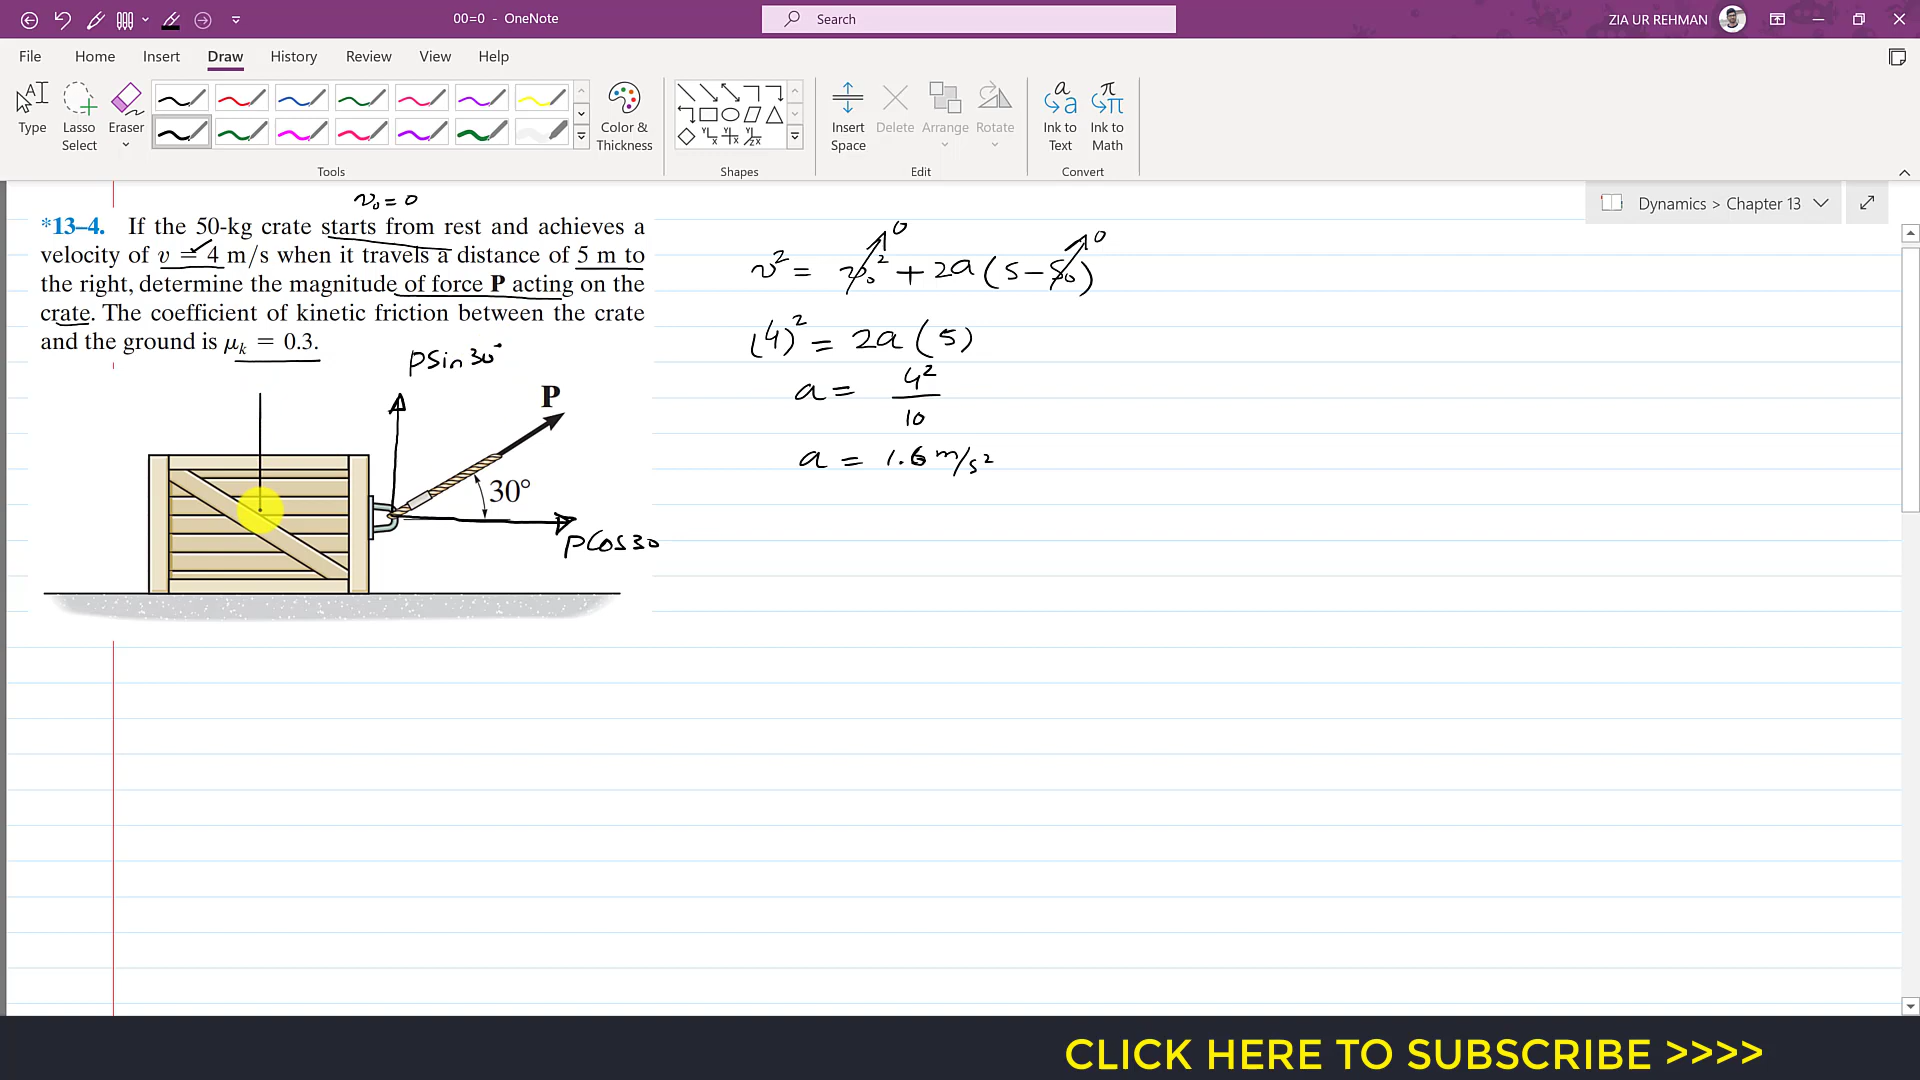 00=0 - OneNote
Search
ZIA UR REHMAN
File Home Insert Draw History Review View Help
Type
Lasso Select
Eraser
Color & Thickness
Insert Space
Delete
Arrange
Rotate
Ink to Text
Ink to Math
Tools
Shapes
Edit
Convert
Dynamics > Chapter 13
v₀ = 0
*13–4. If the 50-kg crate starts from rest and achieves a
velocity of v = 4 m/s when it travels a distance of 5 m to
the right, determine the magnitude of force P acting on the
crate. The coefficient of kinetic friction between the crate
and the ground is μk = 0.3.
PSin30°
P
30°
PCos30
0 0
v² = v₀² + 2a (s – s₀)
(4)² = 2a (5)
a = 4²/10
a = 1.6 m/s²
CLICK HERE TO SUBSCRIBE >>>>